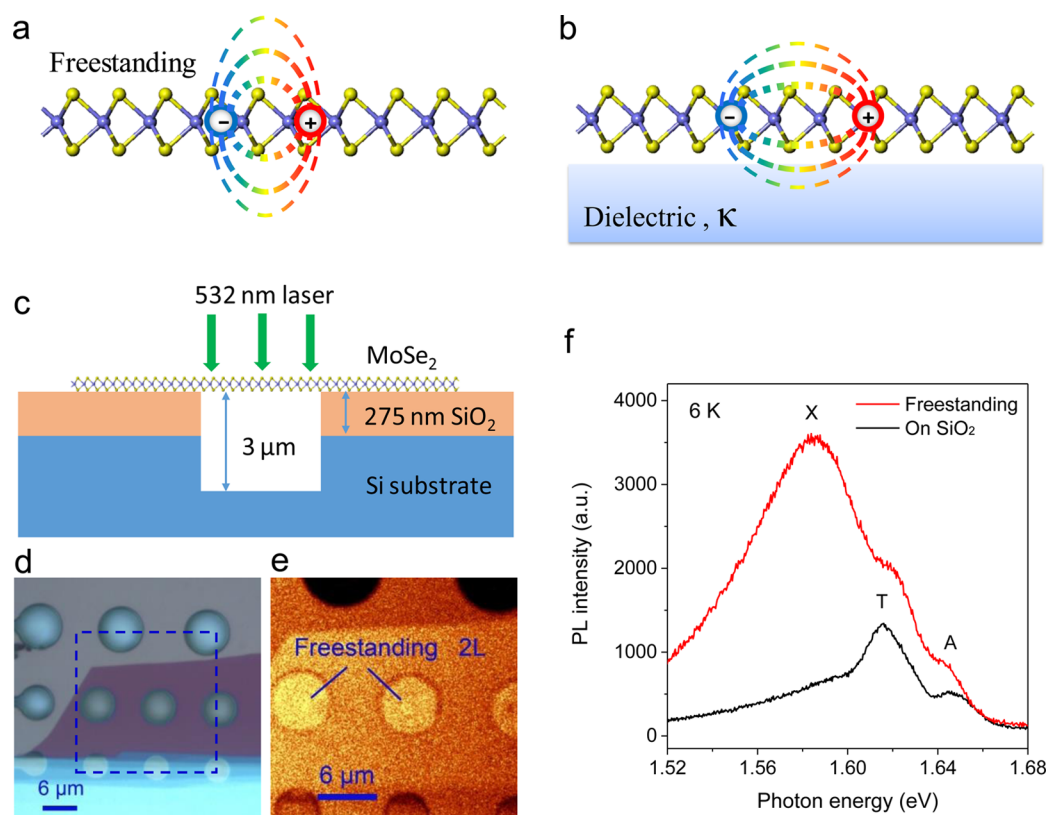 a
Freestanding
-
+
b
-
+
Dielectric , κ
c
532 nm laser
MoSe₂
275 nm SiO₂
3 μm
Si substrate
d
6 μm
e
Freestanding 2L
6 μm
f
6 K
X
Freestanding
On SiO₂
T
A
4000
3000
2000
1000
0
PL intensity (a.u.)
1.52
1.56
1.60
1.64
1.68
Photon energy (eV)